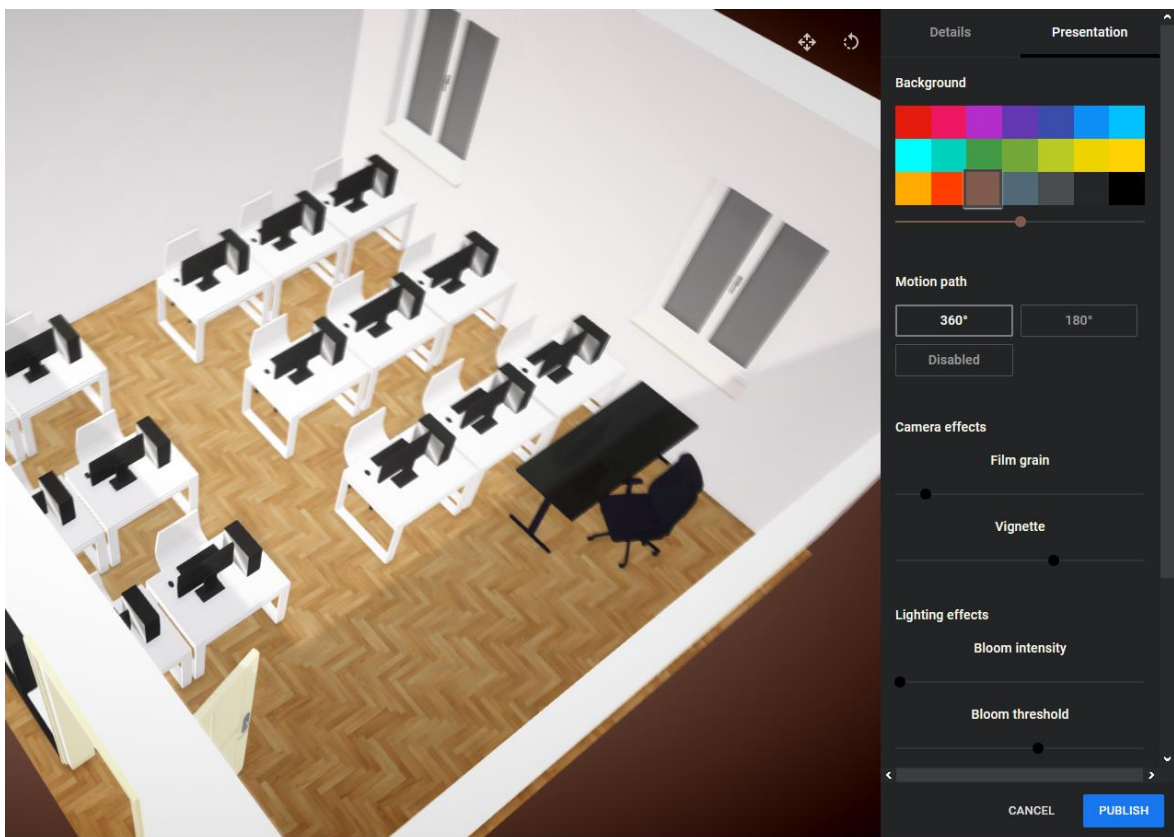 Details Presentation
Background
Motion path
360° 180°
Disabled
Camera effects
Film grain
Vignette
Lighting effects
Bloom intensity
Bloom threshold
CANCEL PUBLISH